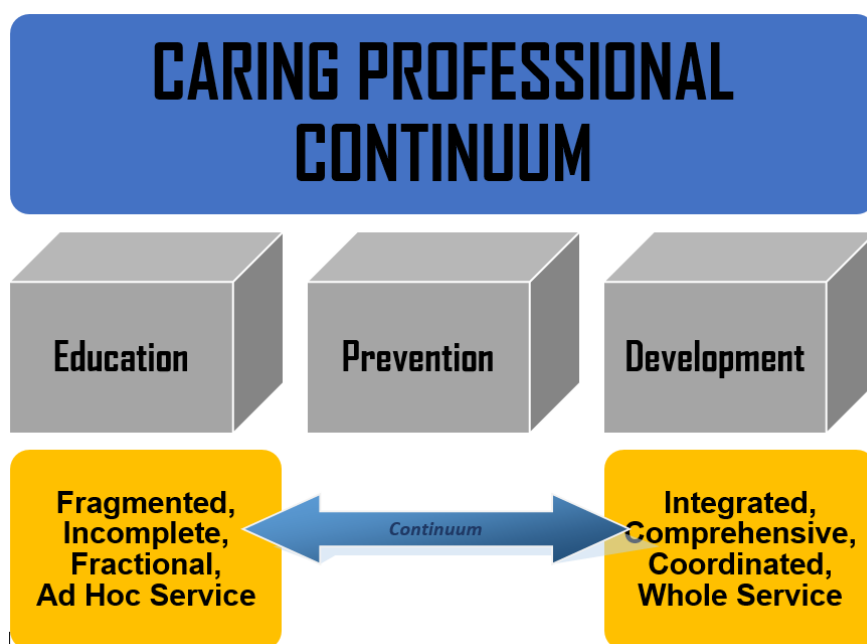 CARING PROFESSIONAL
CONTINUUM
Education
Prevention
Development
Fragmented,
Incomplete,
Fractional,
Ad Hoc Service
Continuum
Integrated,
Comprehensive,
Coordinated,
Whole Service